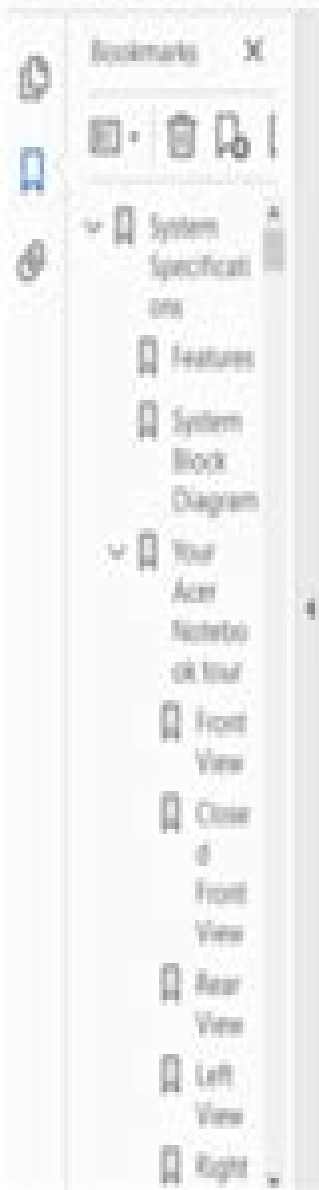 Bookmarks
System
Specificati
ons
Features
System
Block
Diagram
Your
Acer
Notebo
ok tour
Front
View
Close
d
Front
View
Rear
View
Left
View
Right